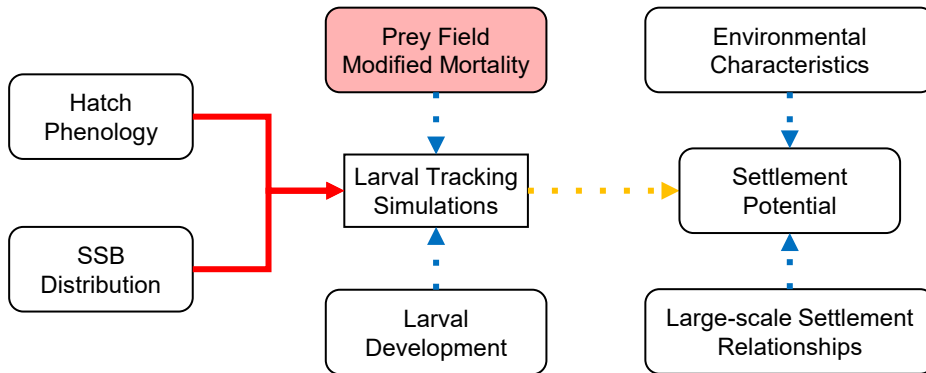 Prey Field
Modified Mortality
Environmental
Characteristics
Hatch
Phenology
Larval Tracking
Simulations
Settlement
Potential
SSB
Distribution
Larval
Development
Large-scale Settlement
Relationships